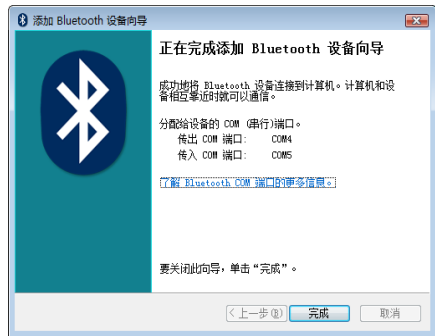 添加 Bluetooth 设备向导
正在完成添加 Bluetooth 设备向导
成功地将 Bluetooth 设备连接到计算机。计算机和设
备相互靠近时就可以通信。
分配给设备的 COM (串行)端口。
传出 COM 端口: COM4
传入 COM 端口: COM5
了解 Bluetooth COM 端口的更多信息。
要关闭此向导，单击“完成”。
<上一步(B) 完成 取消